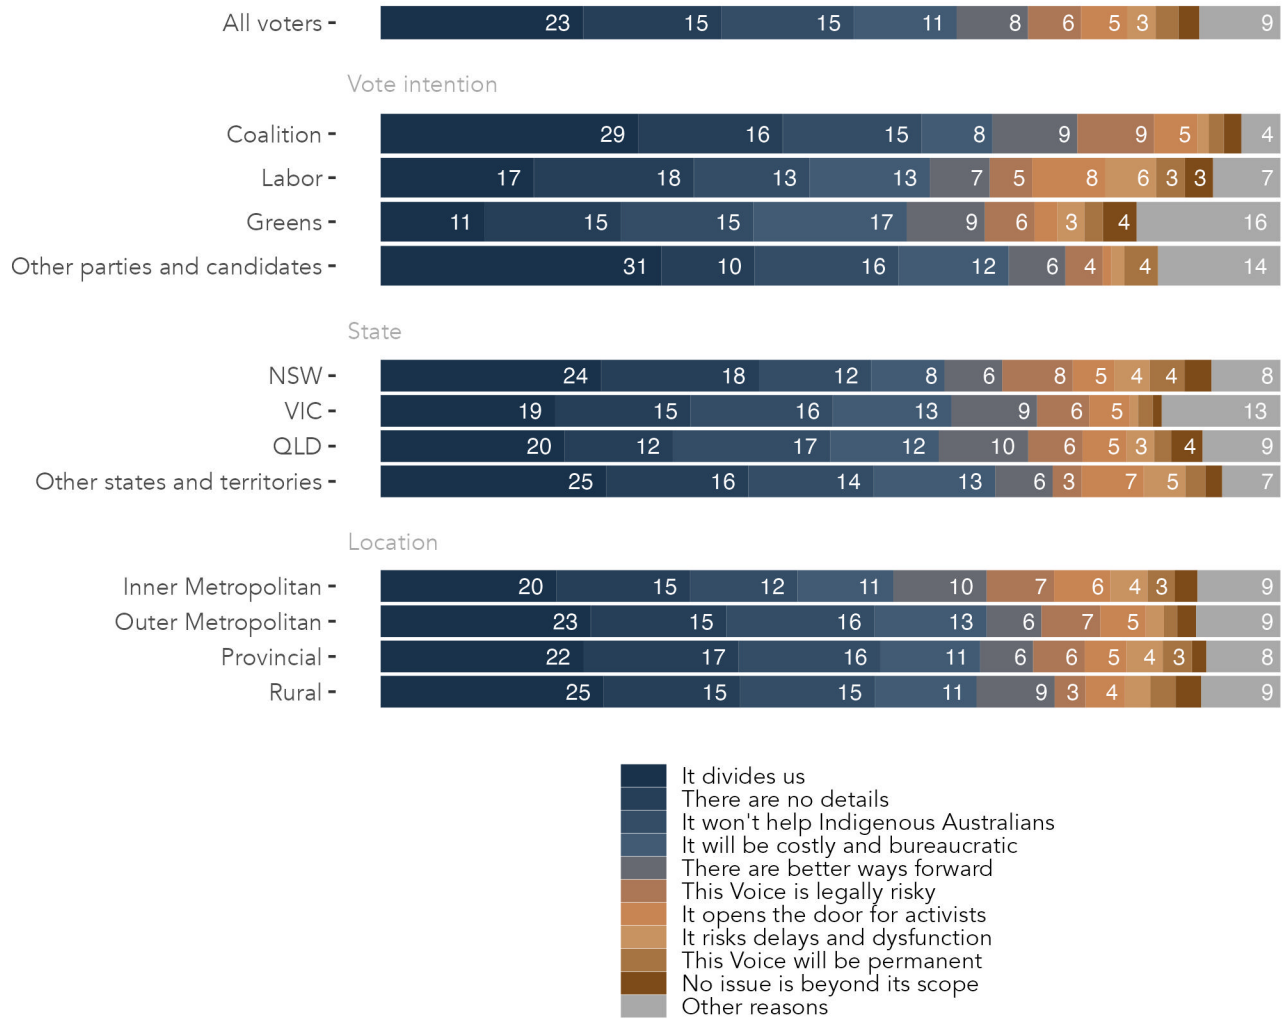 All voters 23 15 15 11 8 6 5 3 9
Vote intention
Coalition 29 16 15 8 9 9 5 4
Labor 17 18 13 13 7 5 8 6 3 3 7
Greens 11 15 15 17 9 6 3 4 16
Other parties and candidates 31 10 16 12 6 4 4 14
State
NSW 24 18 12 8 6 8 5 4 4 8
VIC 19 15 16 13 9 6 5 13
QLD 20 12 17 12 10 6 5 3 4 9
Other states and territories 25 16 14 13 6 3 7 5 7
Location
Inner Metropolitan 20 15 12 11 10 7 6 4 3 9
Outer Metropolitan 23 15 16 13 6 7 5 9
Provincial 22 17 16 11 6 6 5 4 3 8
Rural 25 15 15 11 9 3 4 9
It divides us
There are no details
It won't help Indigenous Australians
It will be costly and bureaucratic
There are better ways forward
This Voice is legally risky
It opens the door for activists
It risks delays and dysfunction
This Voice will be permanent
No issue is beyond its scope
Other reasons